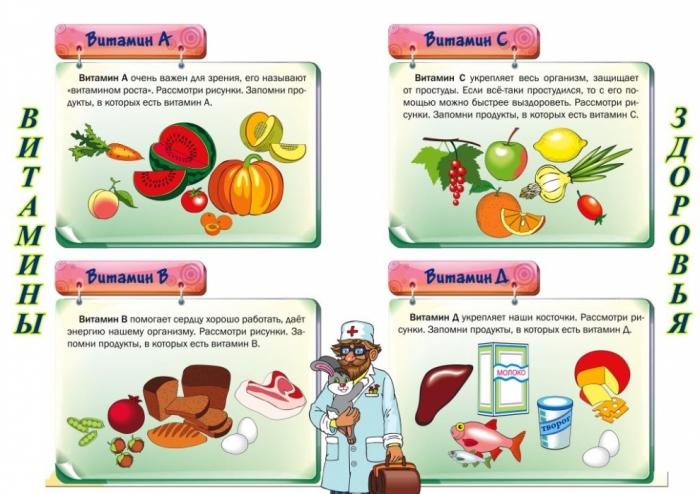 ВИТАМИНЫ
Витамин А
Витамин А очень важен для зрения, его называют
«витамином роста». Рассмотри рисунки. Запомни про-
дукты, в которых есть витамин А.
Витамин С
Витамин С укрепляет весь организм, защищает
от простуды. Если всё-таки простудился, то с его по-
мощью можно быстрее выздороветь. Рассмотри ри-
сунки. Запомни продукты, в которых есть витамин С.
ЗДОРОВЬЯ
Витамин В
Витамин В помогает сердцу хорошо работать, даёт
энергию нашему организму. Рассмотри рисунки. За-
помни продукты, в которых есть витамин В.
Витамин Д
Витамин Д укрепляет наши косточки. Рассмотри ри-
сунки. Запомни продукты, в которых есть витамин Д.
МОЛОКО
творог